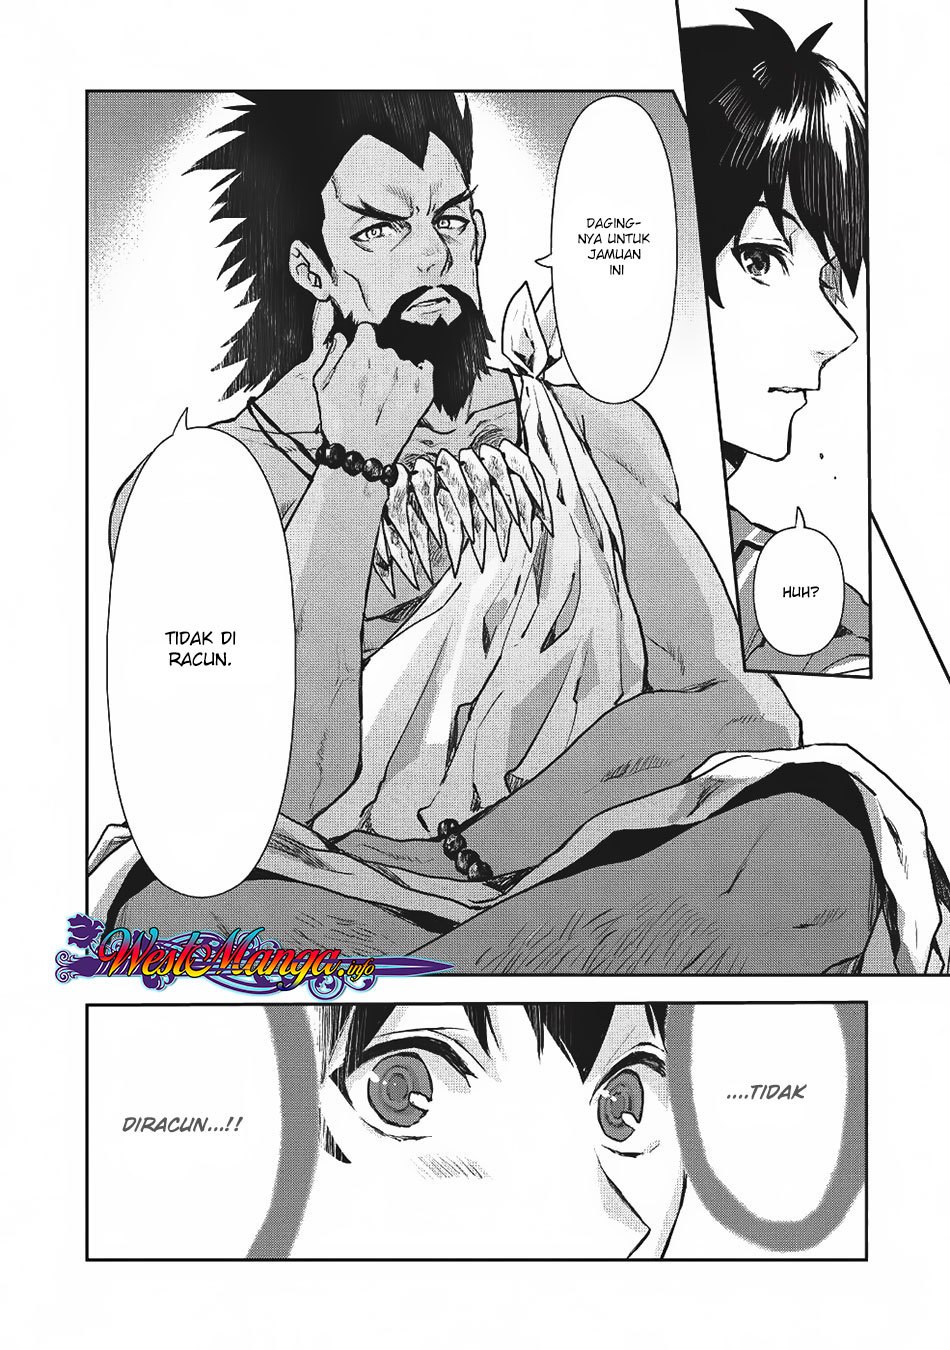 HUH?
DAGING-
NYA UNTUK
JAMUAN
INI
TIDAK DI
RACUN.
WestManga.info
....TIDAK
DIRACUN...!!